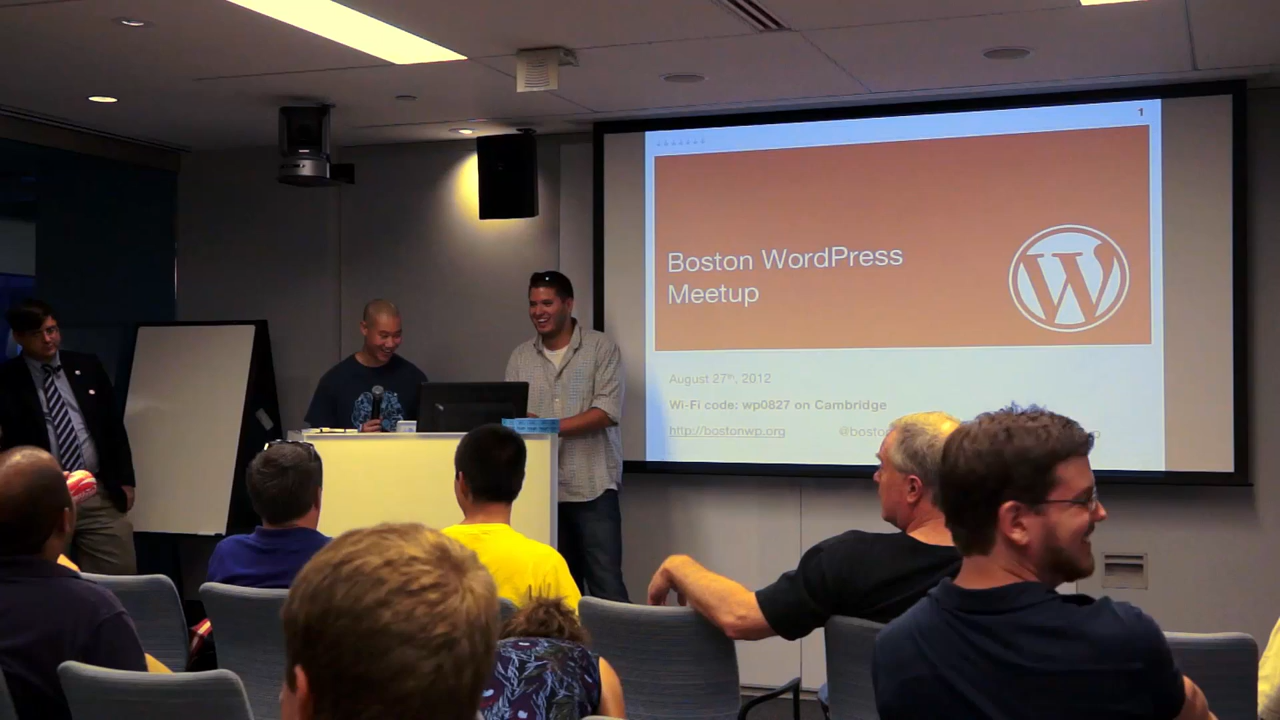 1
Boston WordPress
Meetup
August 27th, 2012
Wi-Fi code: wp0827 on Cambridge
http://bostonwp.org